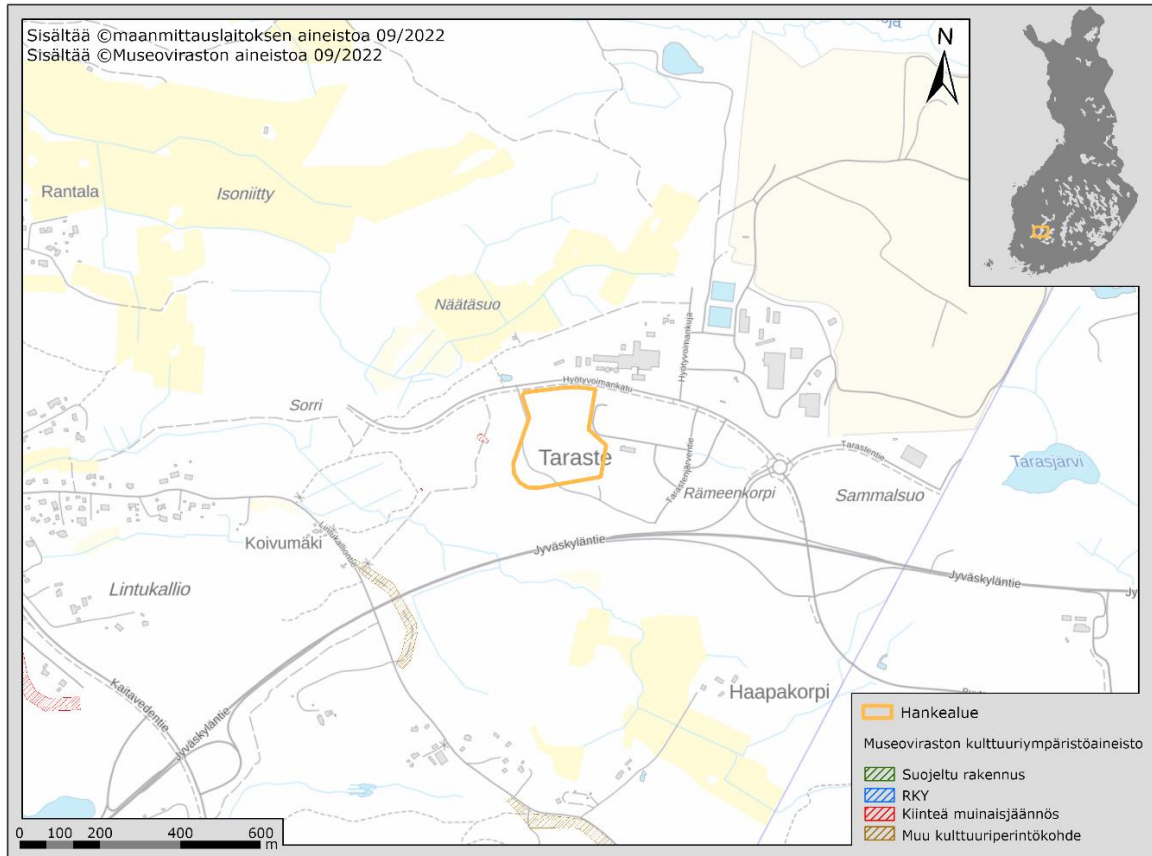 Sisältää ©maanmittauslaitoksen aineistoa 09/2022
Sisältää ©Museoviraston aineistoa 09/2022
N
Rantala
Isoniitty
Näätäsuo
Hyötyvoimankuja
Hyötyvoimankatu
Sorri
Taraste
Tarastenjärventie
Tarastentie
Tarasjärvi
Rämeenkorpi
Sammalsuo
Koivumäki
Lintukalliontie
Jyväskyläntie
Jyväskyläntie
Jy
Lintukallio
Kaitavedentie
Jyväskyläntie
Haapakorpi
Hankealue
Museoviraston kulttuuriympäristöaineisto
Suojeltu rakennus
RKY
Kiinteä muinaisjäännös
Muu kulttuuriperintökohde
0 100 200 400 600
m